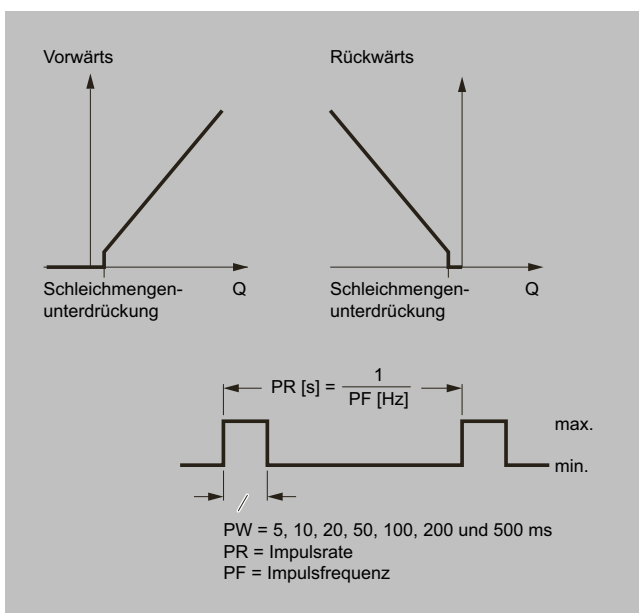 Vorwärts
Rückwärts
Schleichmengen-
unterdrückung
Q
Schleichmengen-
unterdrückung
Q
PR [s] = 1 / PF [Hz]
max.
min.
PW = 5, 10, 20, 50, 100, 200 und 500 ms
PR = Impulsrate
PF = Impulsfrequenz